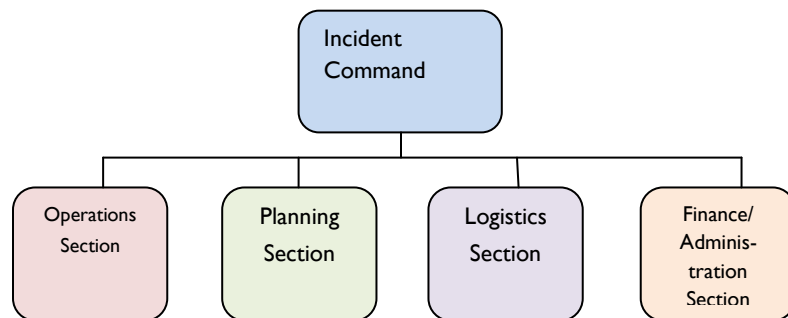 Incident
Command
Operations
Section
Planning
Section
Logistics
Section
Finance/
Adminis-
tration
Section